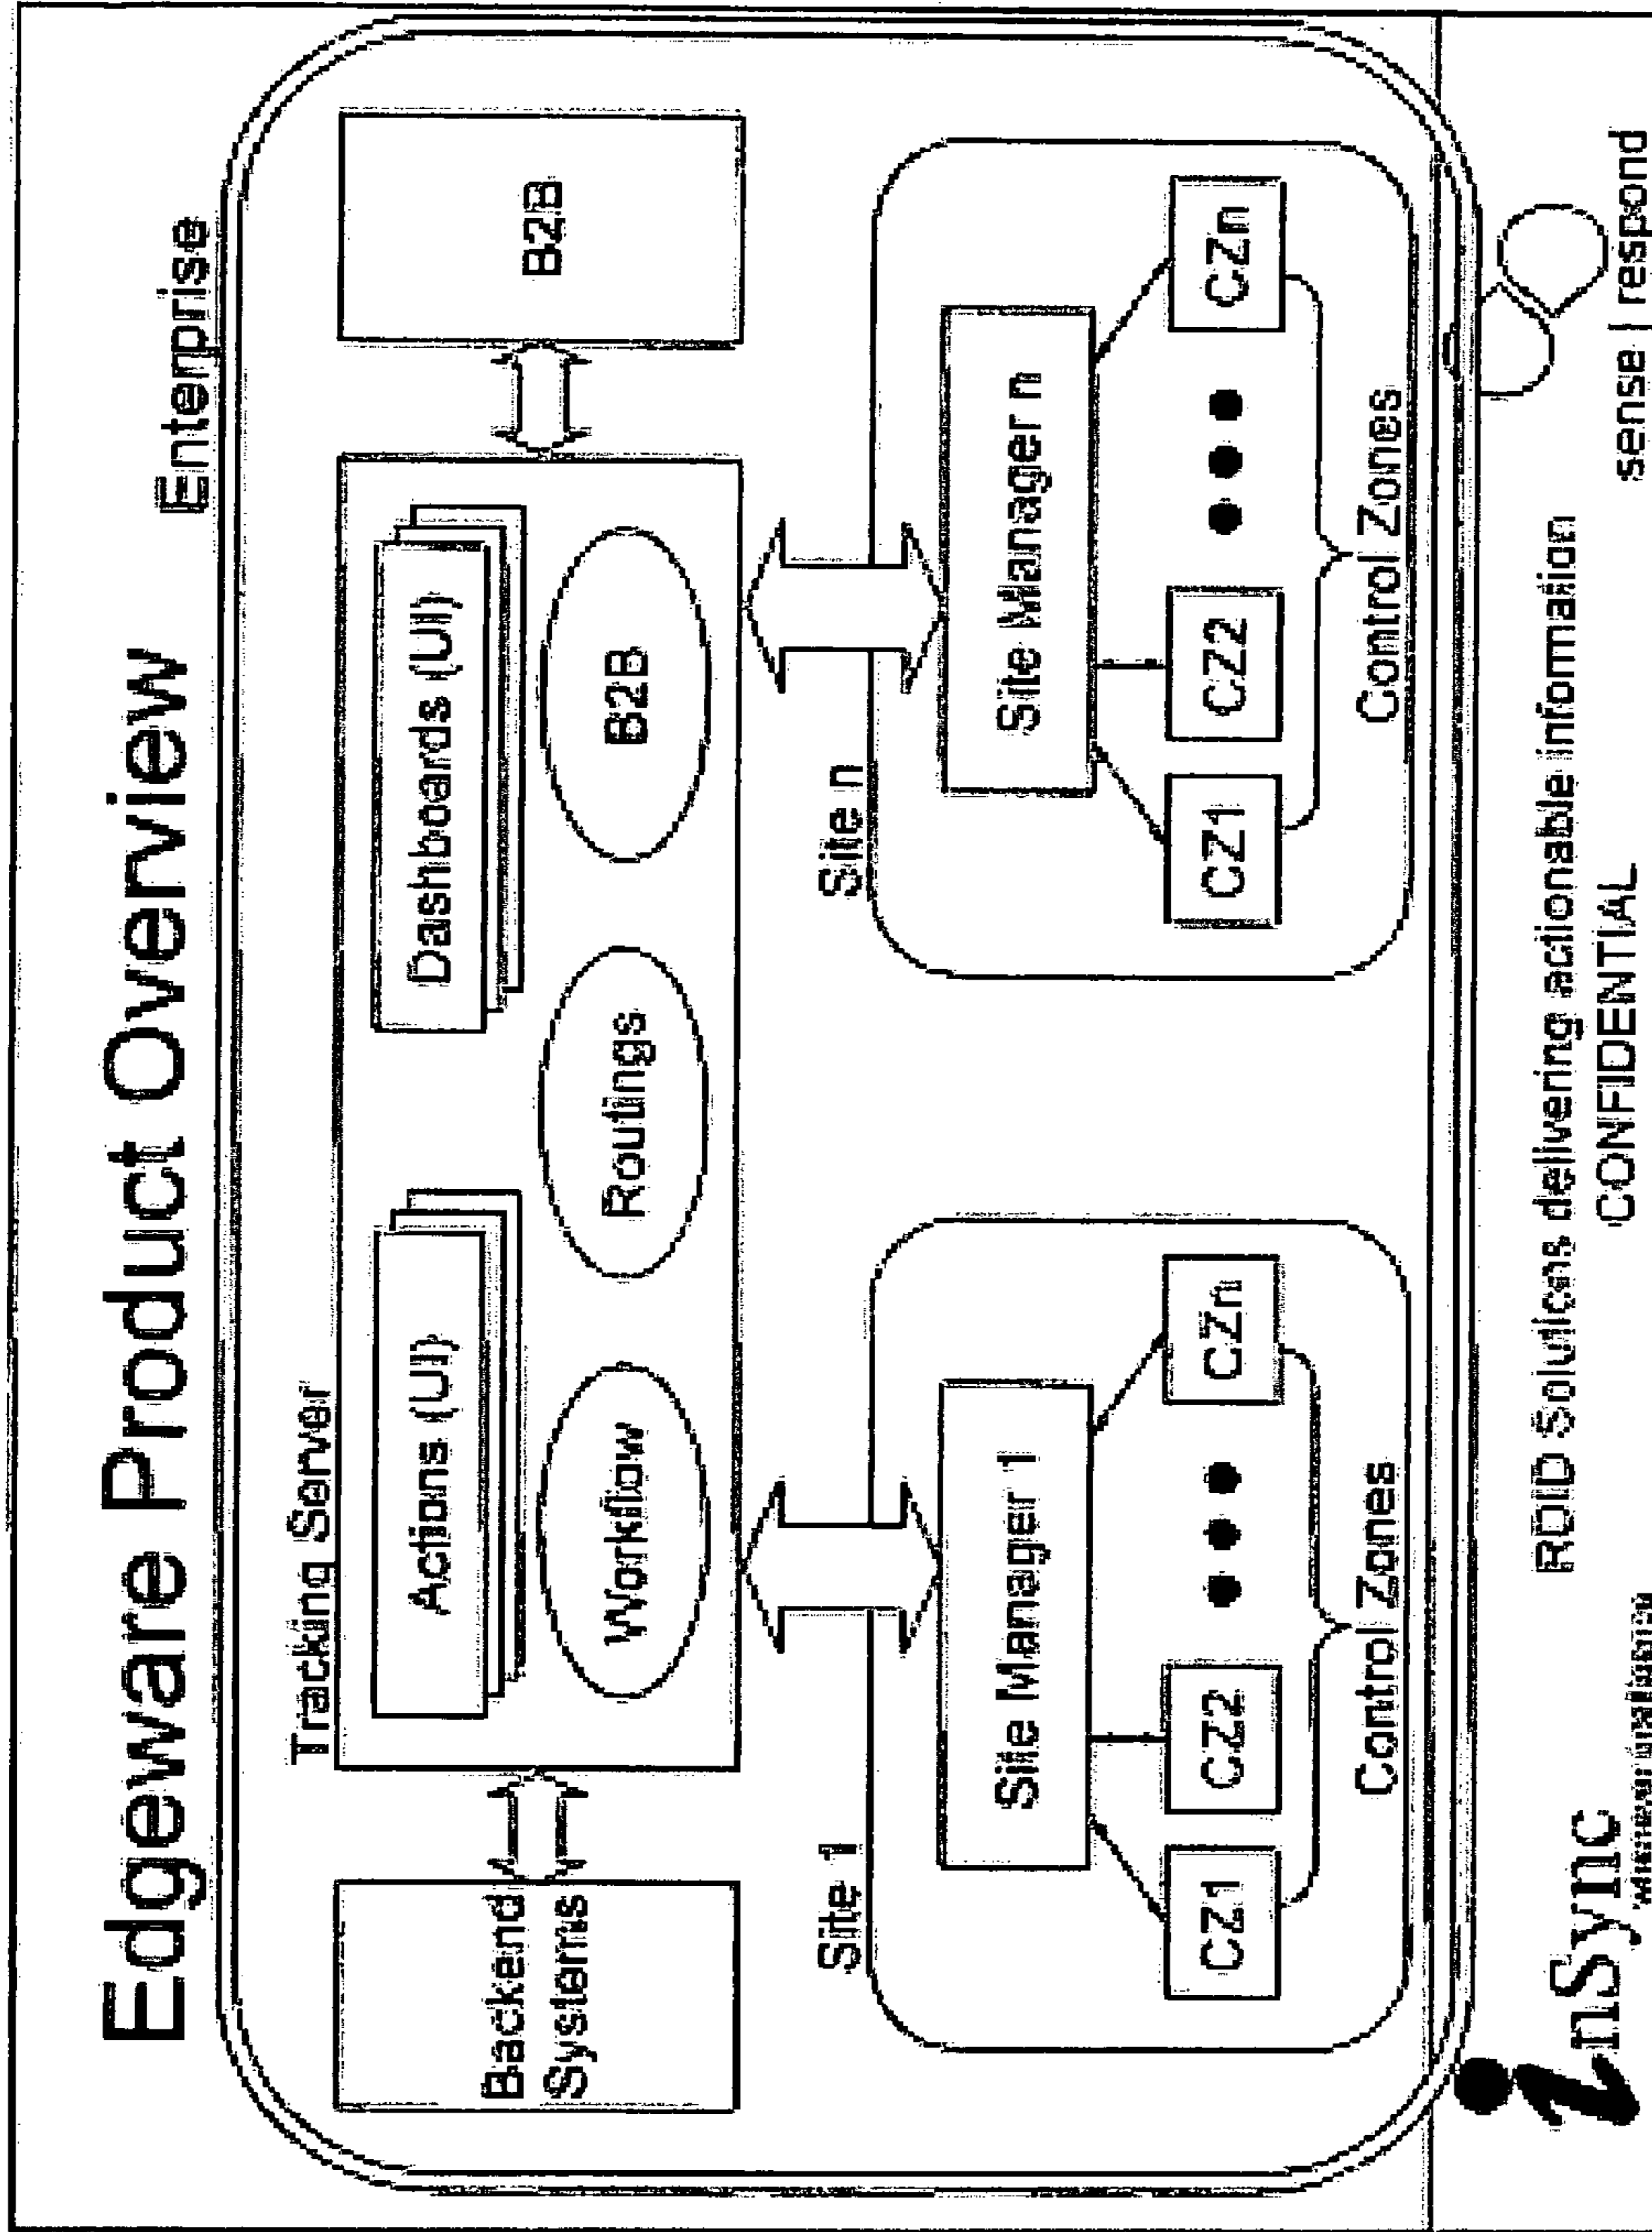 Edgeware Product Overview
Enterprise
Tracking Server
Backend
Systems
Actions (UI)
Dashboards (UI)
Workflow
Routings
B2B
B2B
Site 1
Site Manager 1
CZ1
CZ2
CZn
Control Zones
Site n
Site Manager n
CZ1
CZ2
CZn
Control Zones
inSync
RDID Solutions delivering actionable information
CONFIDENTIAL
sense | respond